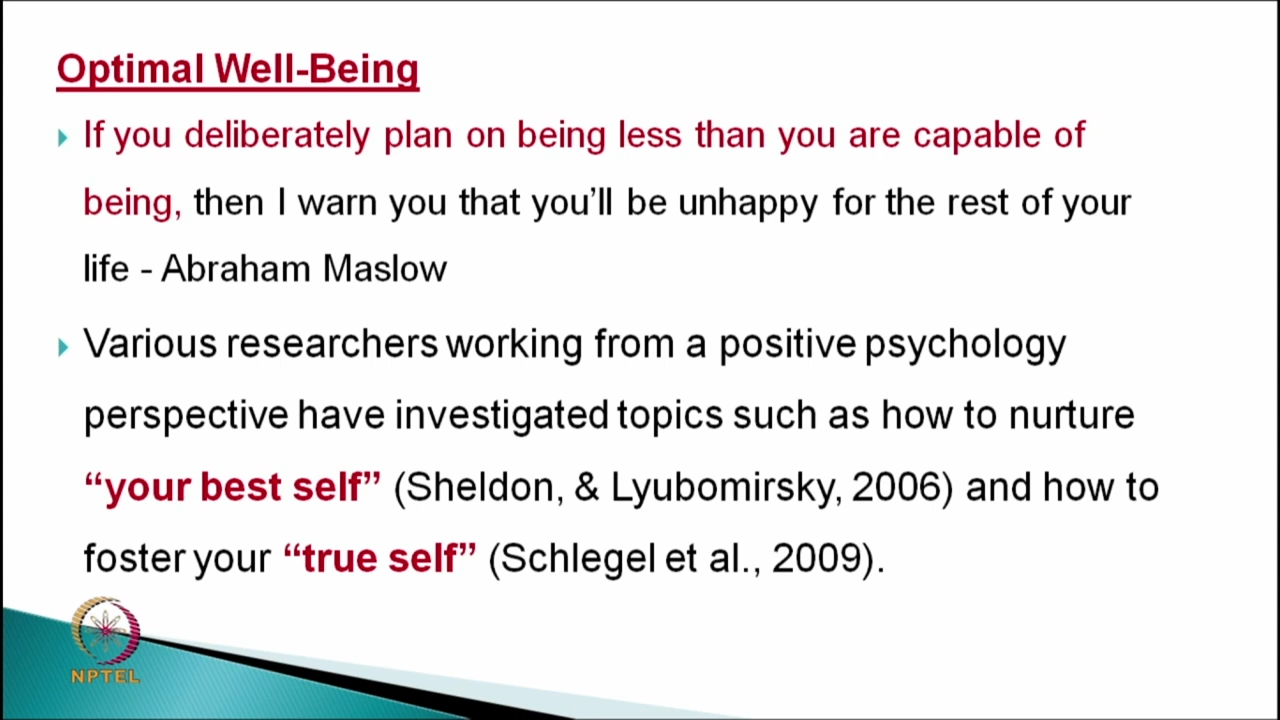 Optimal Well-Being
If you deliberately plan on being less than you are capable of
being, then I warn you that you’ll be unhappy for the rest of your
life - Abraham Maslow
Various researchers working from a positive psychology
perspective have investigated topics such as how to nurture
“your best self” (Sheldon, & Lyubomirsky, 2006) and how to
foster your “true self” (Schlegel et al., 2009).
NPTEL